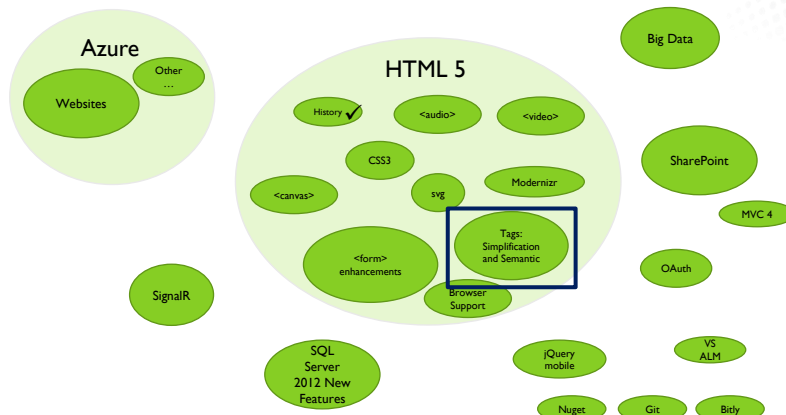 Azure
Other
…
Websites
HTML 5
Big Data
History ✓
<audio>
<video>
CSS3
SharePoint
Modernizr
<canvas>
svg
MVC 4
Tags:
Simplification
and Semantic
<form>
enhancements
OAuth
SignalR
Browser
Support
SQL
Server
2012 New
Features
jQuery
mobile
VS
ALM
Nuget
Git
Bitly